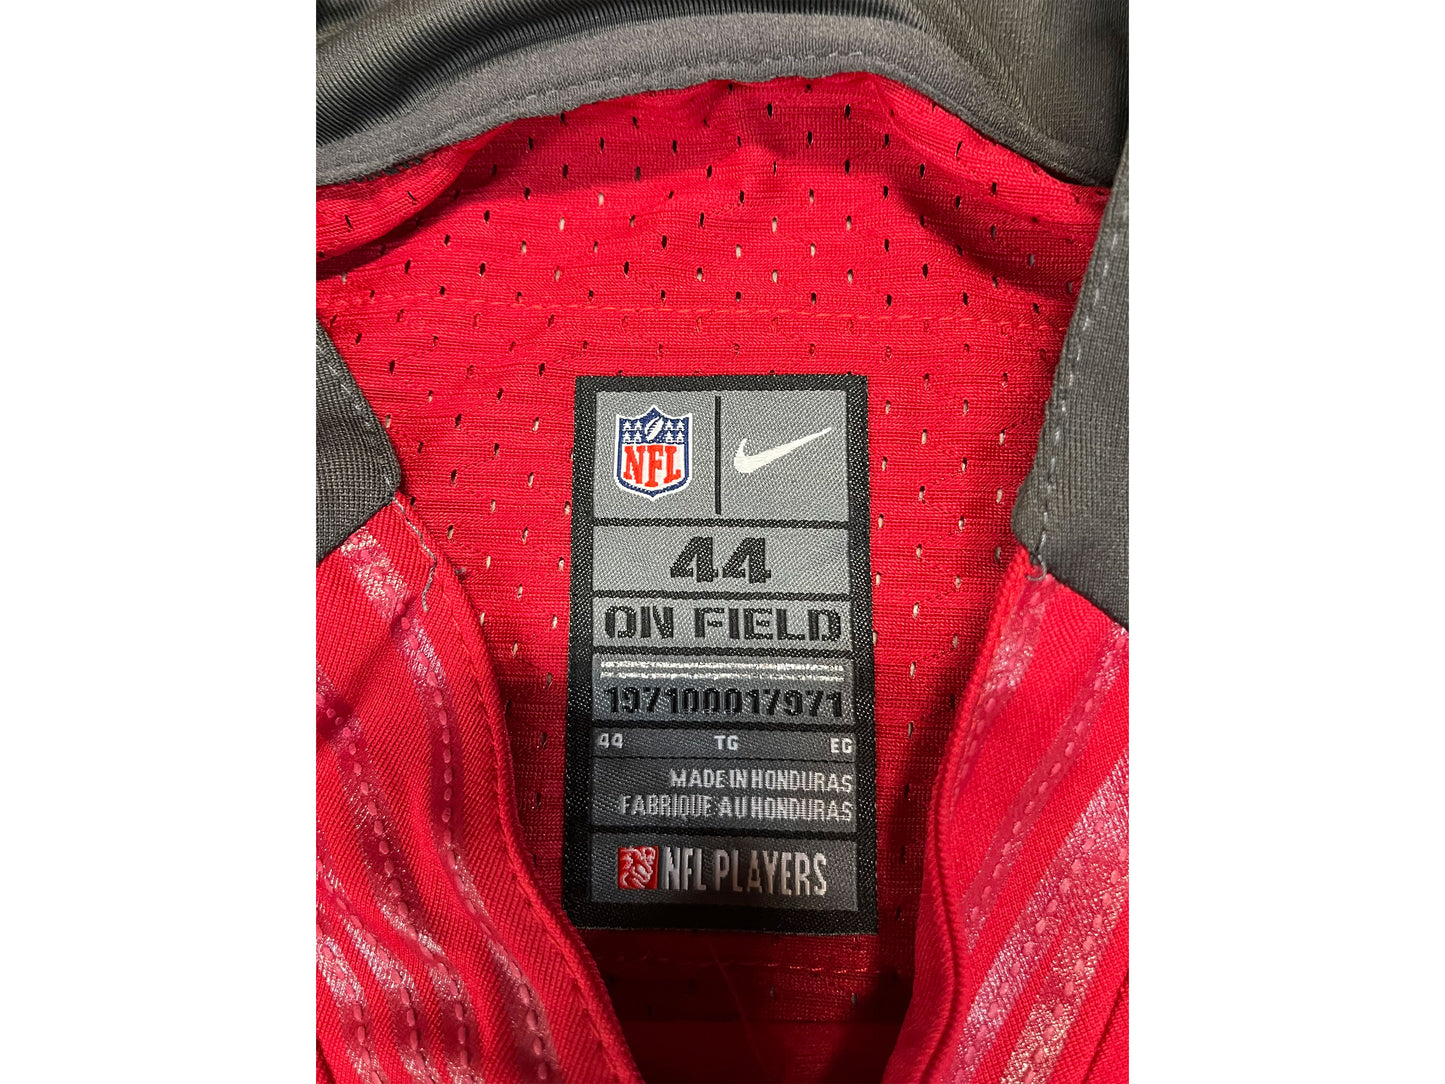 NFL
44
ON FIELD
197100017971
44 TG EG
MADE IN HONDURAS
FABRIQUE AU HONDURAS
NFL PLAYERS